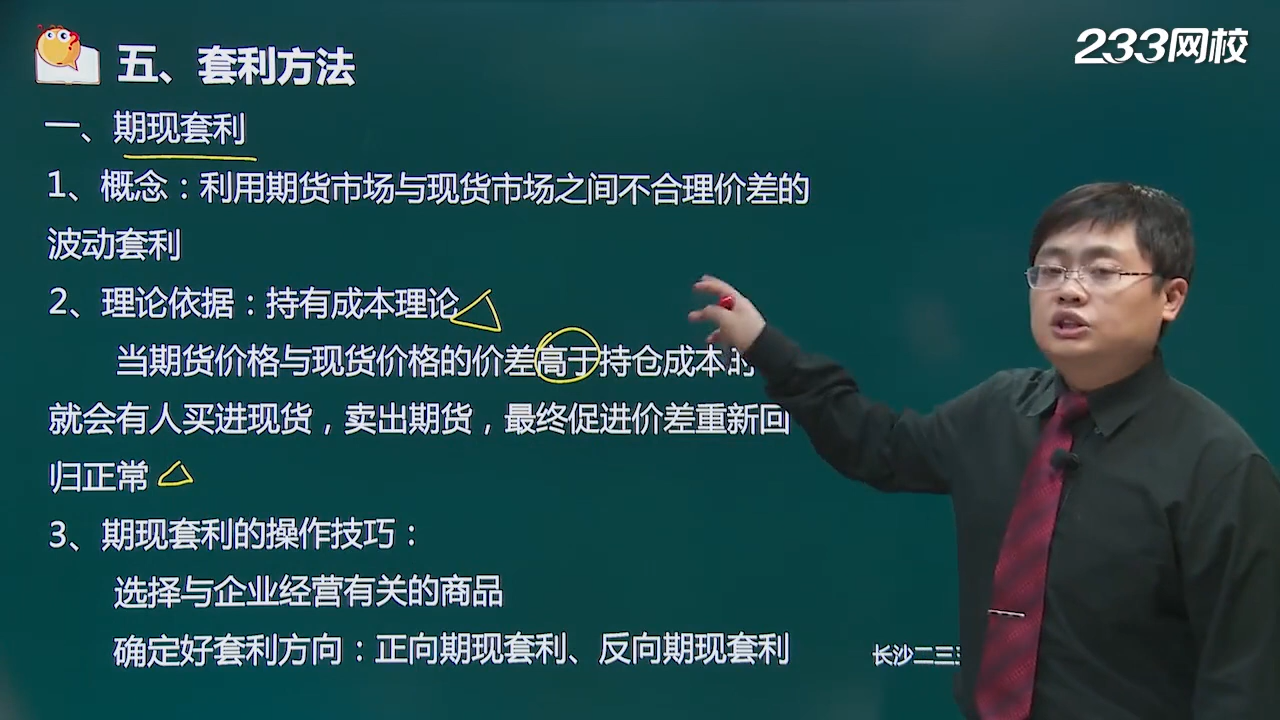 233网校
五、套利方法
一、期现套利
1、概念：利用期货市场与现货市场之间不合理价差的
波动套利
2、理论依据：持有成本理论
当期货价格与现货价格的价差高于持仓成本时
就会有人买进现货，卖出期货，最终促进价差重新回
归正常
3、期现套利的操作技巧：
选择与企业经营有关的商品
确定好套利方向：正向期现套利、反向期现套利
长沙二三